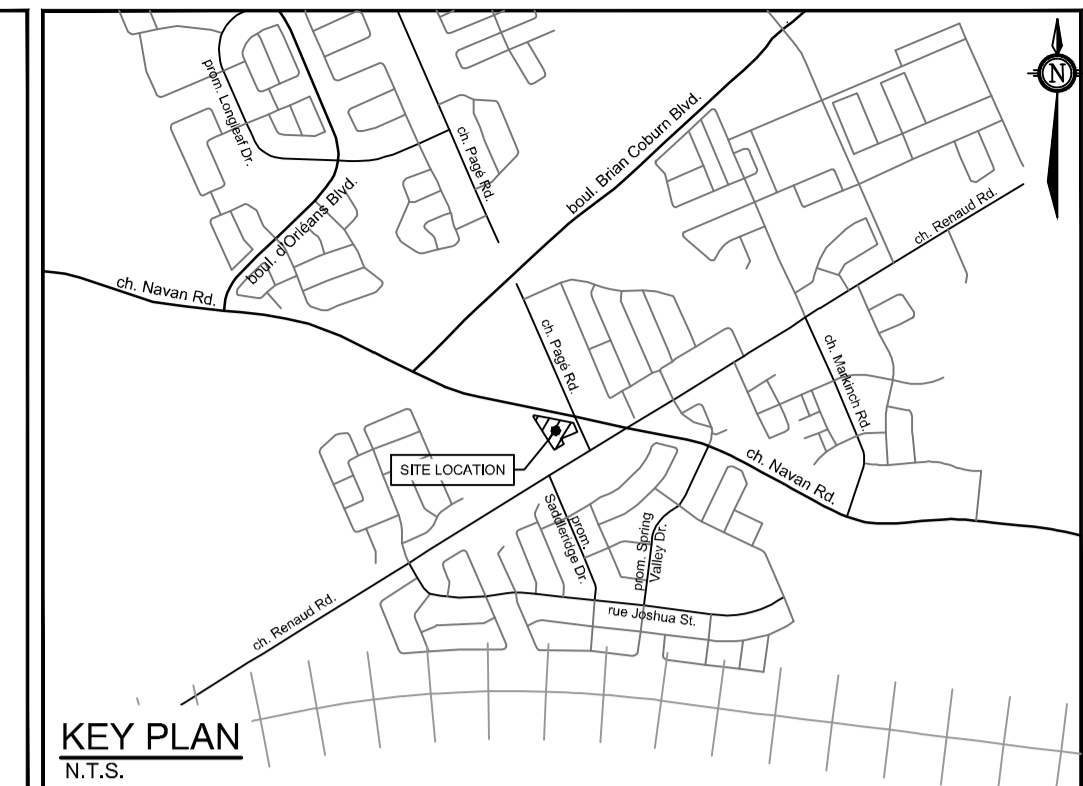 N
prom. Longleaf Dr.
ch. Pagé Rd.
boul. Brian Coburn Blvd.
boul. d'Orléans Blvd.
ch. Renaud Rd.
ch. Navan Rd.
ch. Pagé Rd.
ch. Markinch Rd.
SITE LOCATION
ch. Navan Rd.
prom.
Saddleridge Dr.
prom. Spring
Valley Dr.
rue Joshua St.
ch. Renaud Rd.
KEY PLAN
N.T.S.